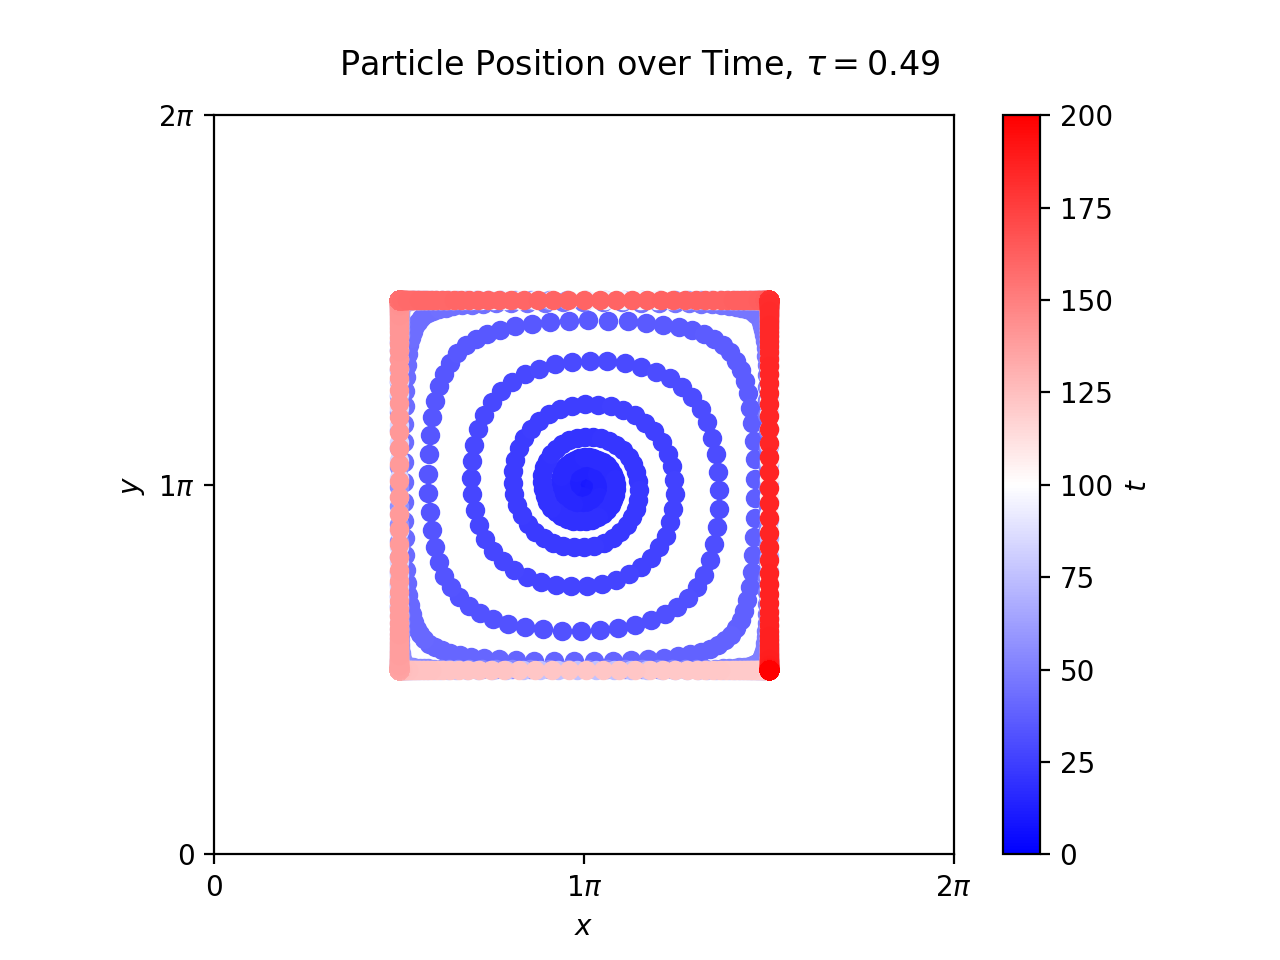 Particle Position over Time, τ = 0.49
2π
1π
0
y
0
1π
2π
x
200
175
150
125
100
75
50
25
0
t